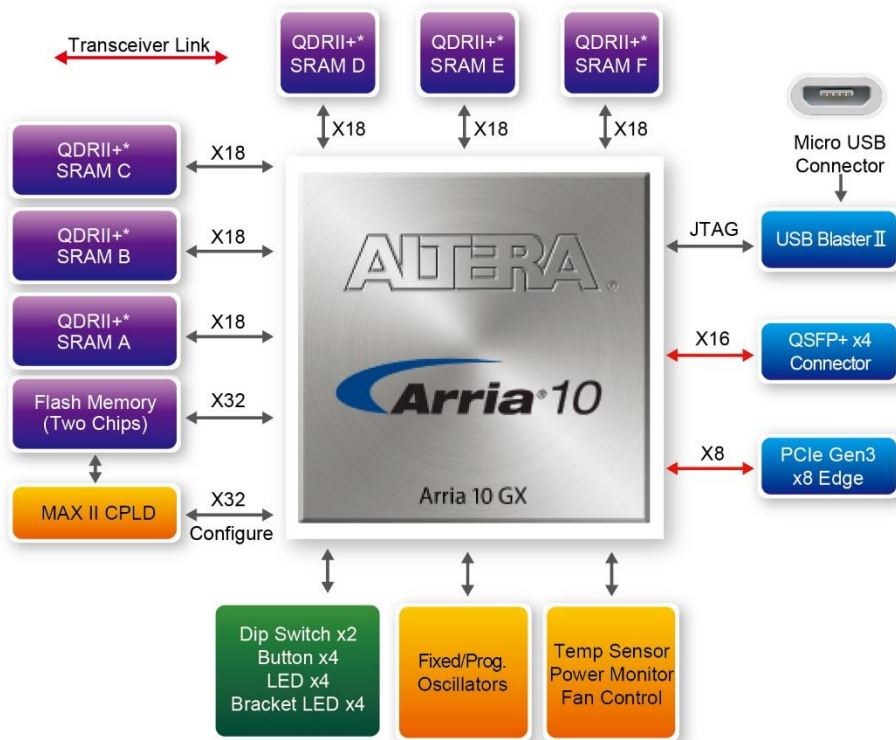 Transceiver Link
QDRII+*
SRAM D
QDRII+*
SRAM E
QDRII+*
SRAM F
X18
X18
X18
Micro USB
Connector
QDRII+*
SRAM C
X18
QDRII+*
SRAM B
X18
QDRII+*
SRAM A
X18
Flash Memory
(Two Chips)
X32
MAX II CPLD
X32
Configure
ALTERA®
Arria® 10
Arria 10 GX
JTAG
USB Blaster II
X16
QSFP+ x4
Connector
X8
PCIe Gen3
x8 Edge
Dip Switch x2
Button x4
LED x4
Bracket LED x4
Fixed/Prog.
Oscillators
Temp Sensor
Power Monitor
Fan Control